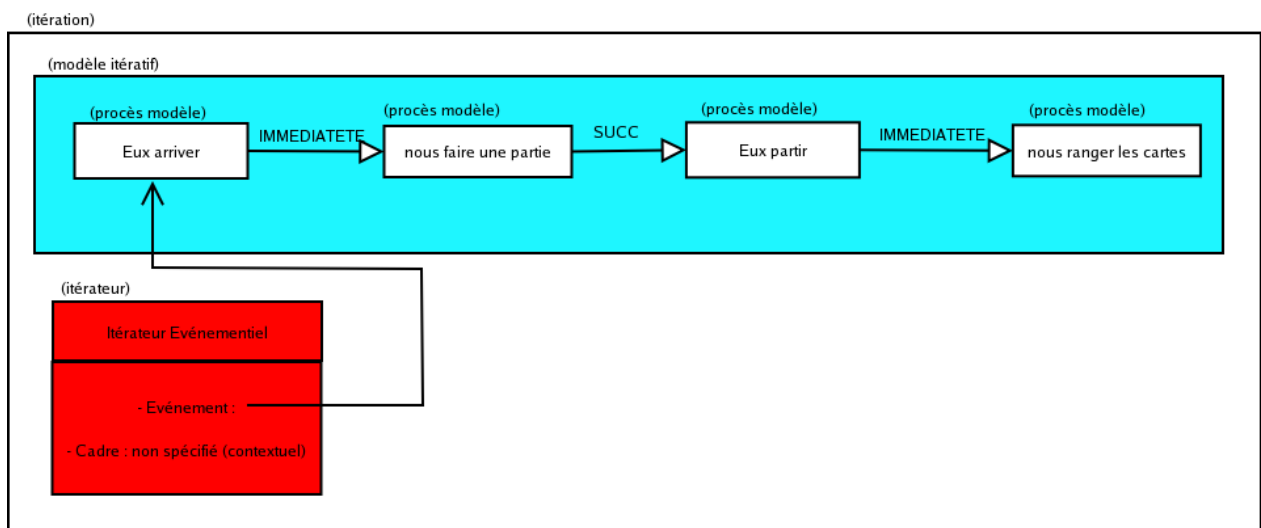 (itération)
(modèle itératif)
(procès modèle)
Eux arriver
IMMEDIATETE
(procès modèle)
nous faire une partie
SUCC
(procès modèle)
Eux partir
IMMEDIATETE
(procès modèle)
nous ranger les cartes
(itérateur)
Itérateur Evénementiel
- Evénement :
- Cadre : non spécifié (contextuel)